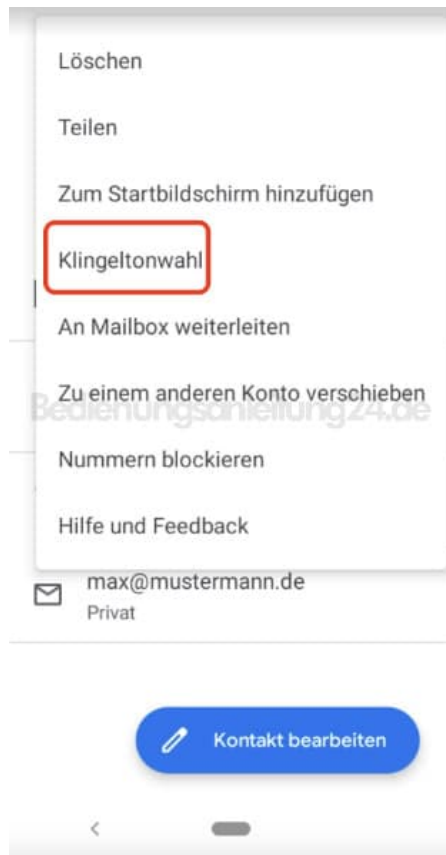 Löschen
Teilen
Zum Startbildschirm hinzufügen
Klingeltonwahl
An Mailbox weiterleiten
Zu einem anderen Konto verschieben
Bedienungsanleitung24.de
Nummern blockieren
Hilfe und Feedback
max@mustermann.de
Privat
Kontakt bearbeiten